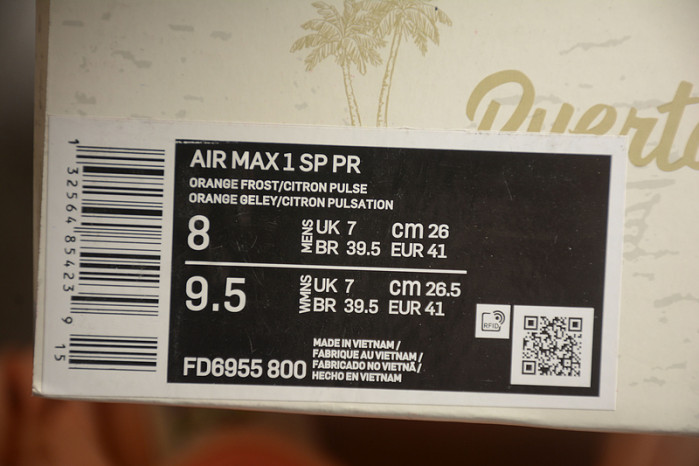 Puerto
AIR MAX 1 SP PR
ORANGE FROST/CITRON PULSE
ORANGE GELEY/CITRON PULSATION
8 MENS UK 7 cm 26
BR 39.5 EUR 41
9.5 WMNS UK 7 cm 26.5
BR 39.5 EUR 41
RFID
FD6955 800
MADE IN VIETNAM /
FABRIQUE AU VIETNAM /
FABRICADO NO VIETNÃ /
HECHO EN VIETNAM
1 32564 85423 9 15